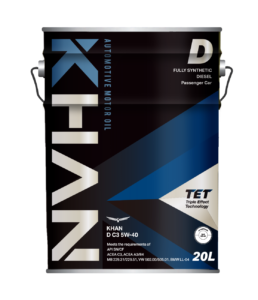 D
FULLY SYNTHETIC
DIESEL
Passenger Car
KHAN
AUTOMOTIVE MOTOR OIL
TET
Triple Effect
Technology
KHAN
D C3 5W-40
Meets the requirements of
API SN/CF
20L